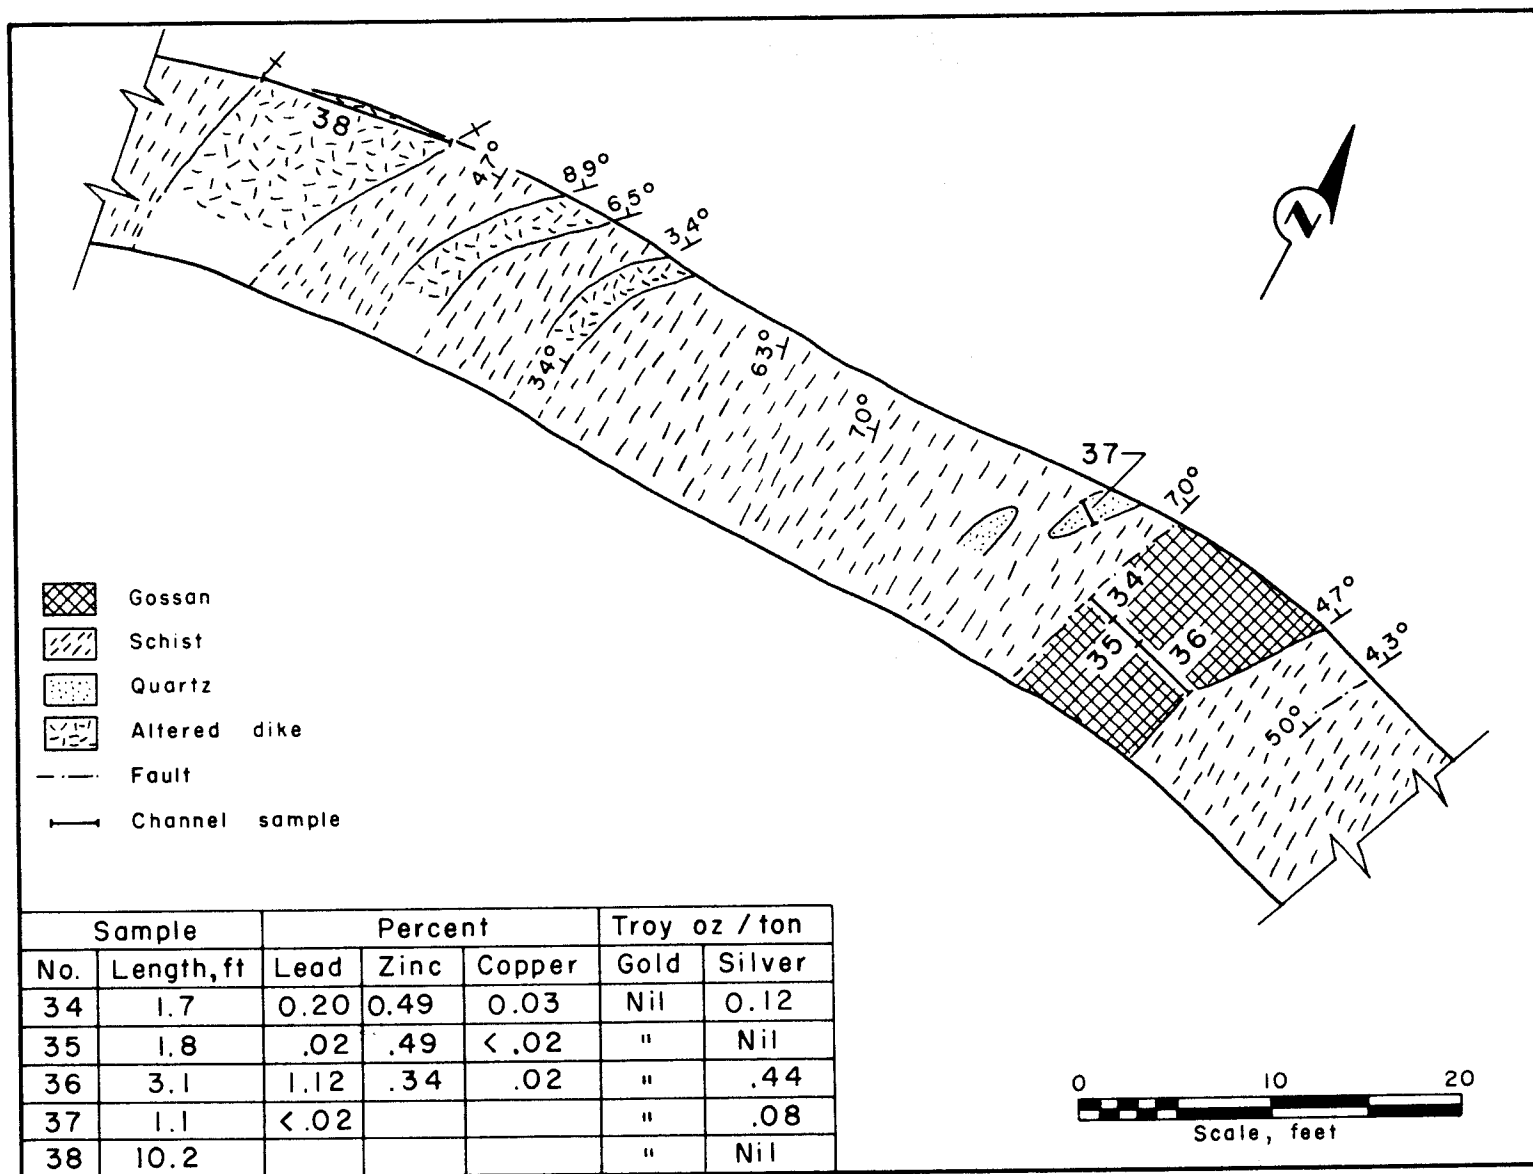 38
47°
89°
65°
34°
34°
63°
70°
37
70°
34
35
36
47°
43°
50°
N
Gossan
Schist
Quartz
Altered dike
Fault
Channel sample
Sample Percent Troy oz / ton
No. Length, ft Lead Zinc Copper Gold Silver
34 1.7 0.20 0.49 0.03 Nil 0.12
35 1.8 .02 .49 < .02 " Nil
36 3.1 1.12 .34 .02 " .44
37 1.1 < .02 " .08
38 10.2 " Nil
0 10 20
Scale, feet